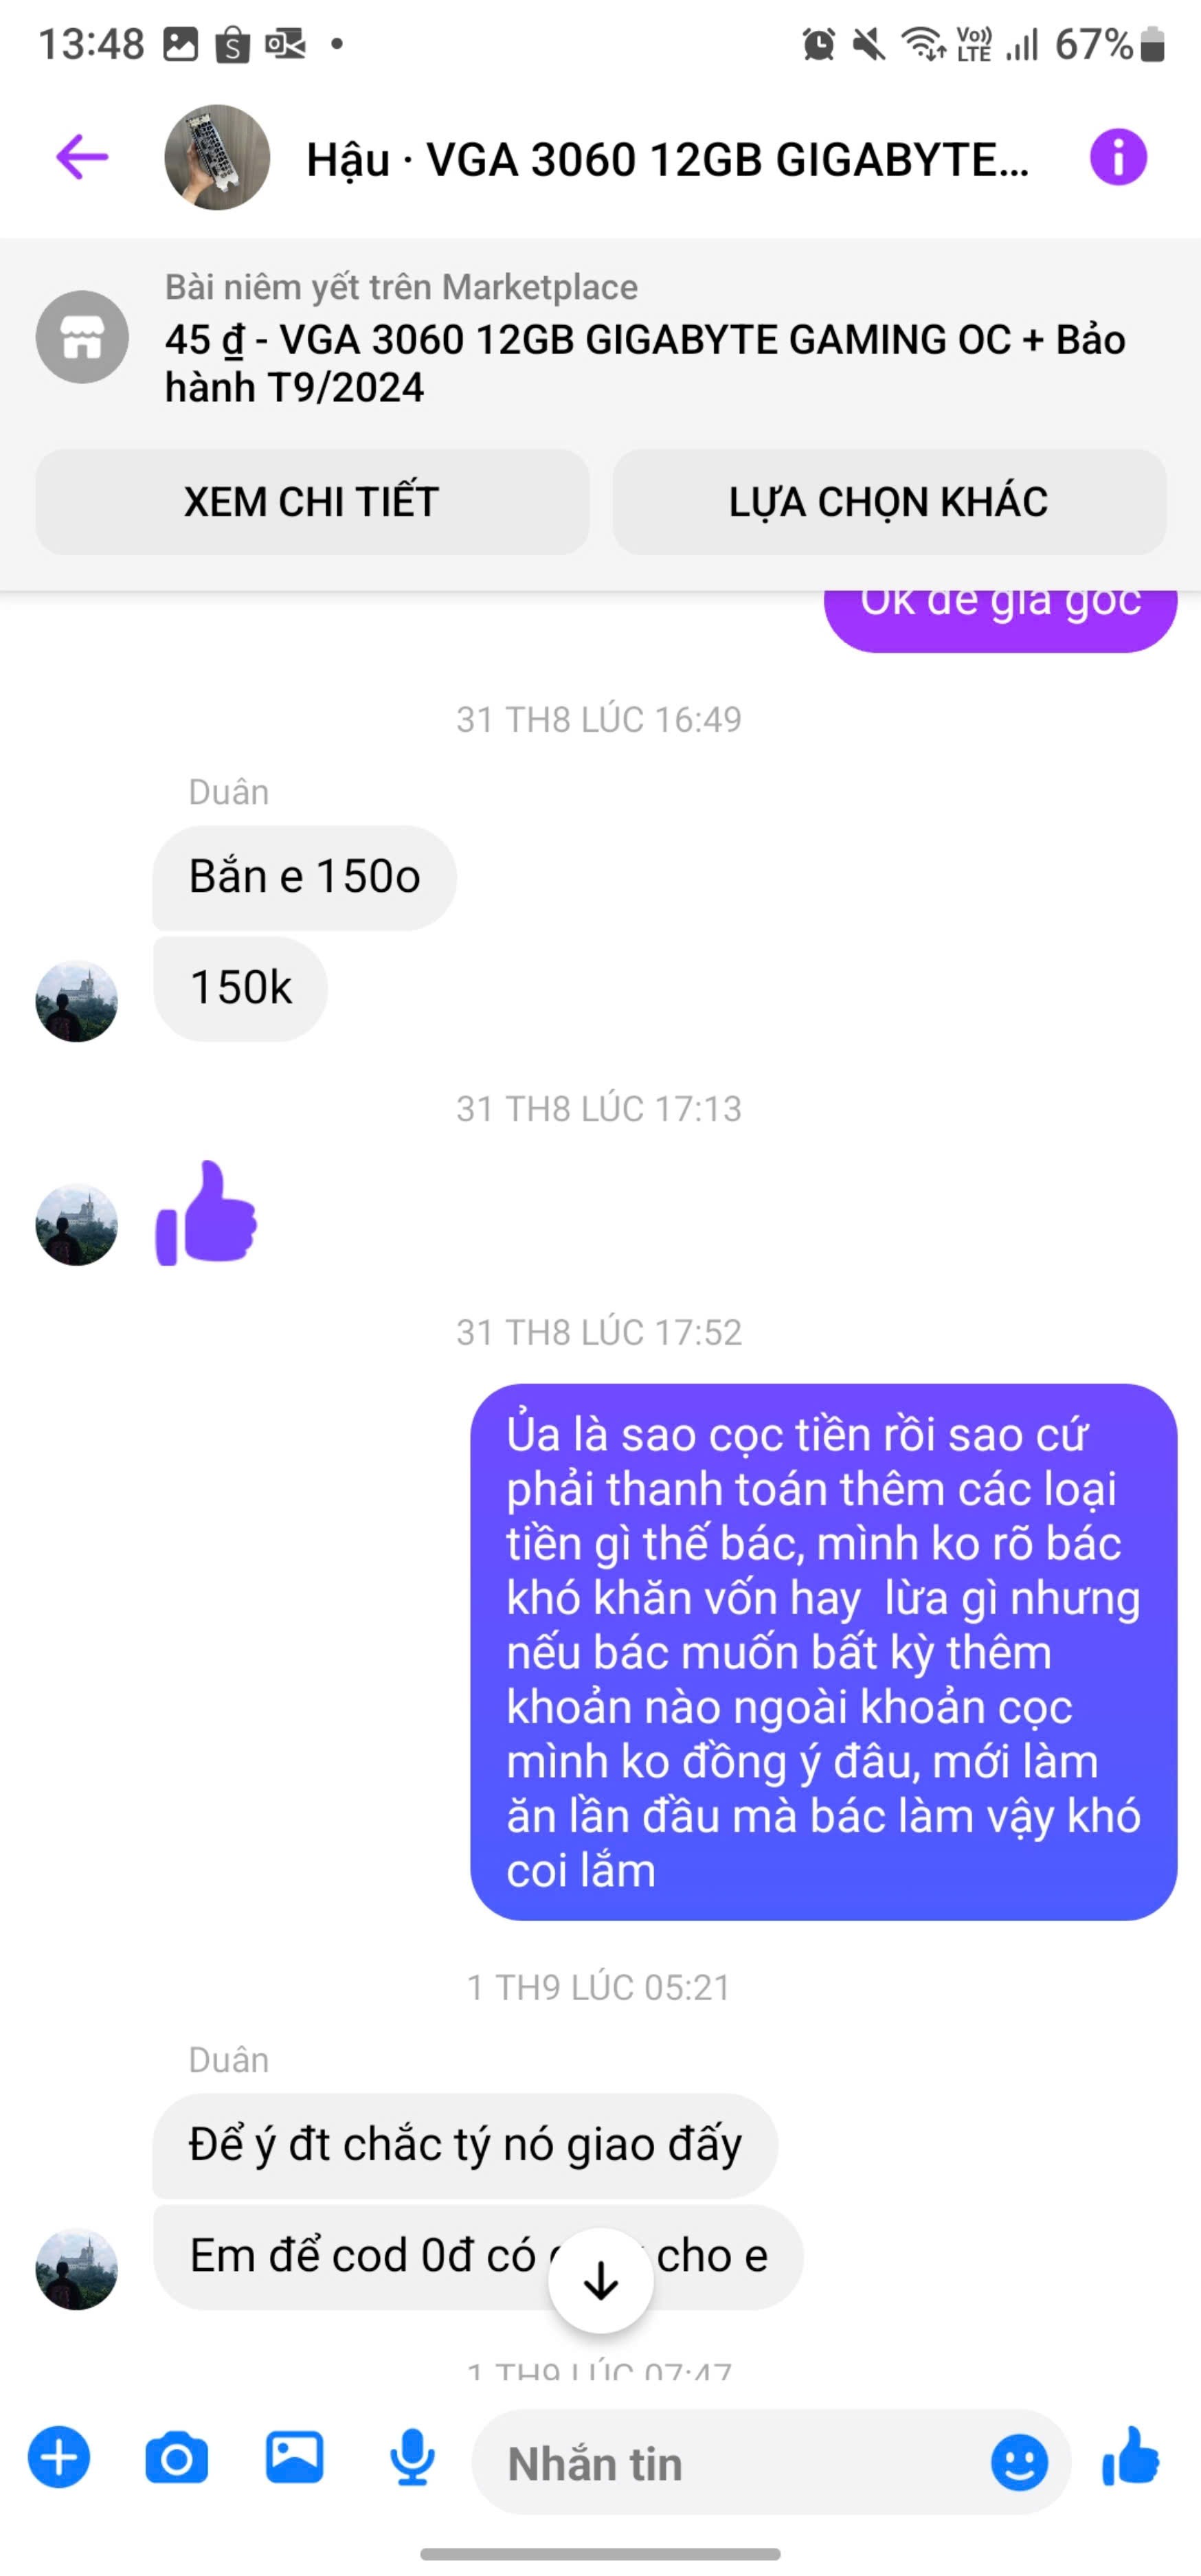 13:48
Vo)) LTE
67%
Hậu · VGA 3060 12GB GIGABYTE...
Bài niêm yết trên Marketplace
45 ₫ - VGA 3060 12GB GIGABYTE GAMING OC + Bảo
hành T9/2024
XEM CHI TIẾT
LỰA CHỌN KHÁC
Ok để giá gốc
31 TH8 LÚC 16:49
Duân
Bắn e 150o
150k
31 TH8 LÚC 17:13
31 TH8 LÚC 17:52
Ủa là sao cọc tiền rồi sao cứ
phải thanh toán thêm các loại
tiền gì thế bác, mình ko rõ bác
khó khăn vốn hay  lừa gì nhưng
nếu bác muốn bất kỳ thêm
khoản nào ngoài khoản cọc
mình ko đồng ý đâu, mới làm
ăn lần đầu mà bác làm vậy khó
coi lắm
1 TH9 LÚC 05:21
Duân
Để ý đt chắc tý nó giao đấy
Em để cod 0đ có cho e
1 TH9 LÚC 07:47
Nhắn tin